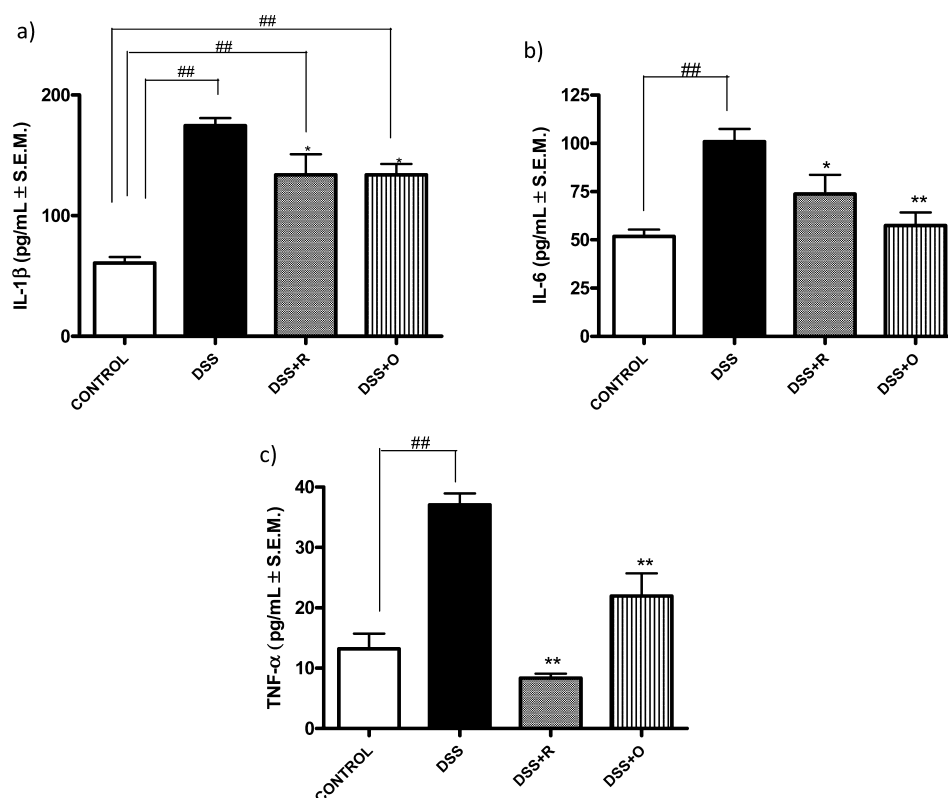 a)
##
##
##
IL-1β (pg/mL ± S.E.M.)
200
100
0
*
*
CONTROL
DSS
DSS+R
DSS+O
b)
##
IL-6 (pg/mL ± S.E.M.)
125
100
75
50
25
0
*
**
CONTROL
DSS
DSS+R
DSS+O
c)
##
TNF-α (pg/mL ± S.E.M.)
40
30
20
10
0
**
**
CONTROL
DSS
DSS+R
DSS+O